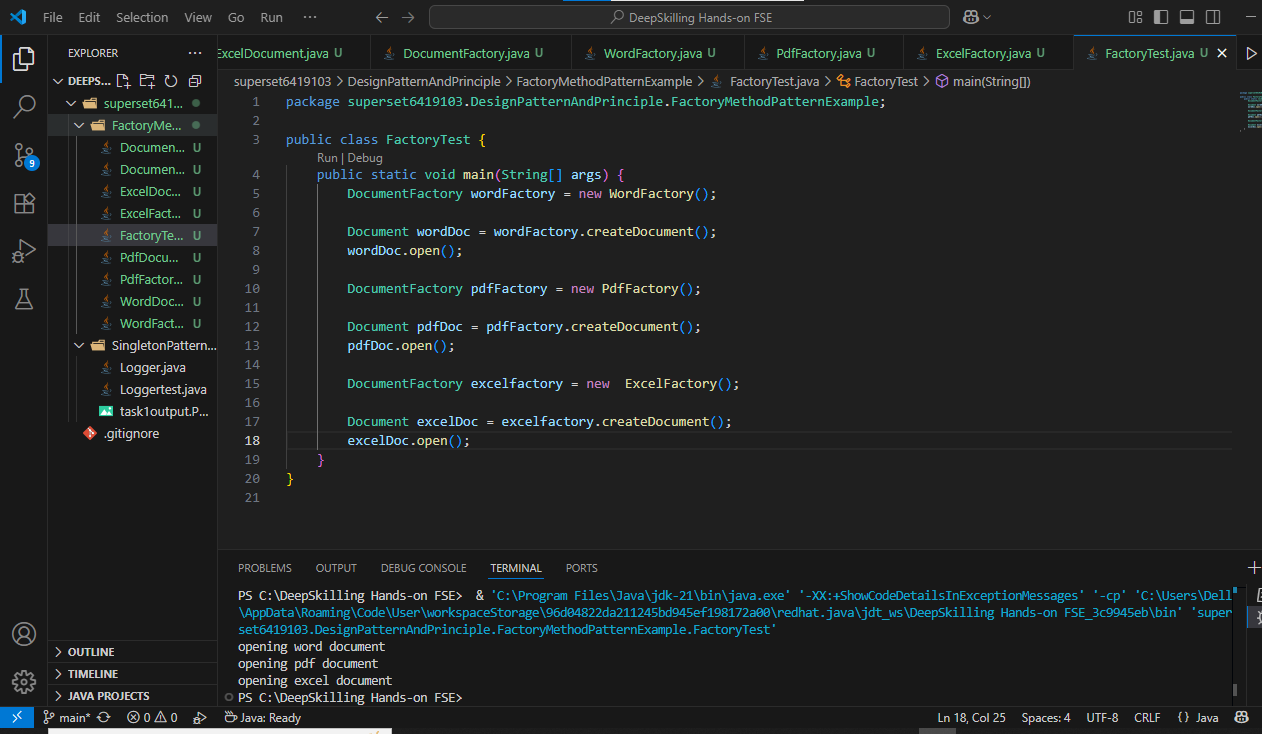 File Edit Selection View Go Run ··· DeepSkilling Hands-on FSE
EXPLORER ···
DEEPS...
superset641...
FactoryMe...
Documen... U
Documen... U
ExcelDoc... U
ExcelFact... U
FactoryTe... U
PdfDocu... U
PdfFactor... U
WordDoc... U
WordFact... U
SingletonPattern...
Logger.java
Loggertest.java
task1output.P...
.gitignore
OUTLINE
TIMELINE
JAVA PROJECTS
9
ExcelDocument.java U DocumentFactory.java U WordFactory.java U PdfFactory.java U ExcelFactory.java U FactoryTest.java U
superset6419103 > DesignPatternAndPrinciple > FactoryMethodPatternExample > FactoryTest.java > FactoryTest > main(String[])
1 package superset6419103.DesignPatternAndPrinciple.FactoryMethodPatternExample;
2
3 public class FactoryTest {
Run | Debug
4 public static void main(String[] args) {
5 DocumentFactory wordFactory = new WordFactory();
6
7 Document wordDoc = wordFactory.createDocument();
8 wordDoc.open();
9
10 DocumentFactory pdfFactory = new PdfFactory();
11
12 Document pdfDoc = pdfFactory.createDocument();
13 pdfDoc.open();
14
15 DocumentFactory excelfactory = new  ExcelFactory();
16
17 Document excelDoc = excelfactory.createDocument();
18 excelDoc.open();
19 }
20 }
21
PROBLEMS OUTPUT DEBUG CONSOLE TERMINAL PORTS
PS C:\DeepSkilling Hands-on FSE>  & 'C:\Program Files\Java\jdk-21\bin\java.exe' '-XX:+ShowCodeDetailsInExceptionMessages' '-cp' 'C:\Users\Dell
\AppData\Roaming\Code\User\workspaceStorage\96d04822da211245bd945ef198172a00\redhat.java\jdt_ws\DeepSkilling Hands-on FSE_3c9945eb\bin' 'super
set6419103.DesignPatternAndPrinciple.FactoryMethodPatternExample.FactoryTest'
opening word document
opening pdf document
opening excel document
PS C:\DeepSkilling Hands-on FSE>
main* 0 0 Java: Ready Ln 18, Col 25 Spaces: 4 UTF-8 CRLF {} Java